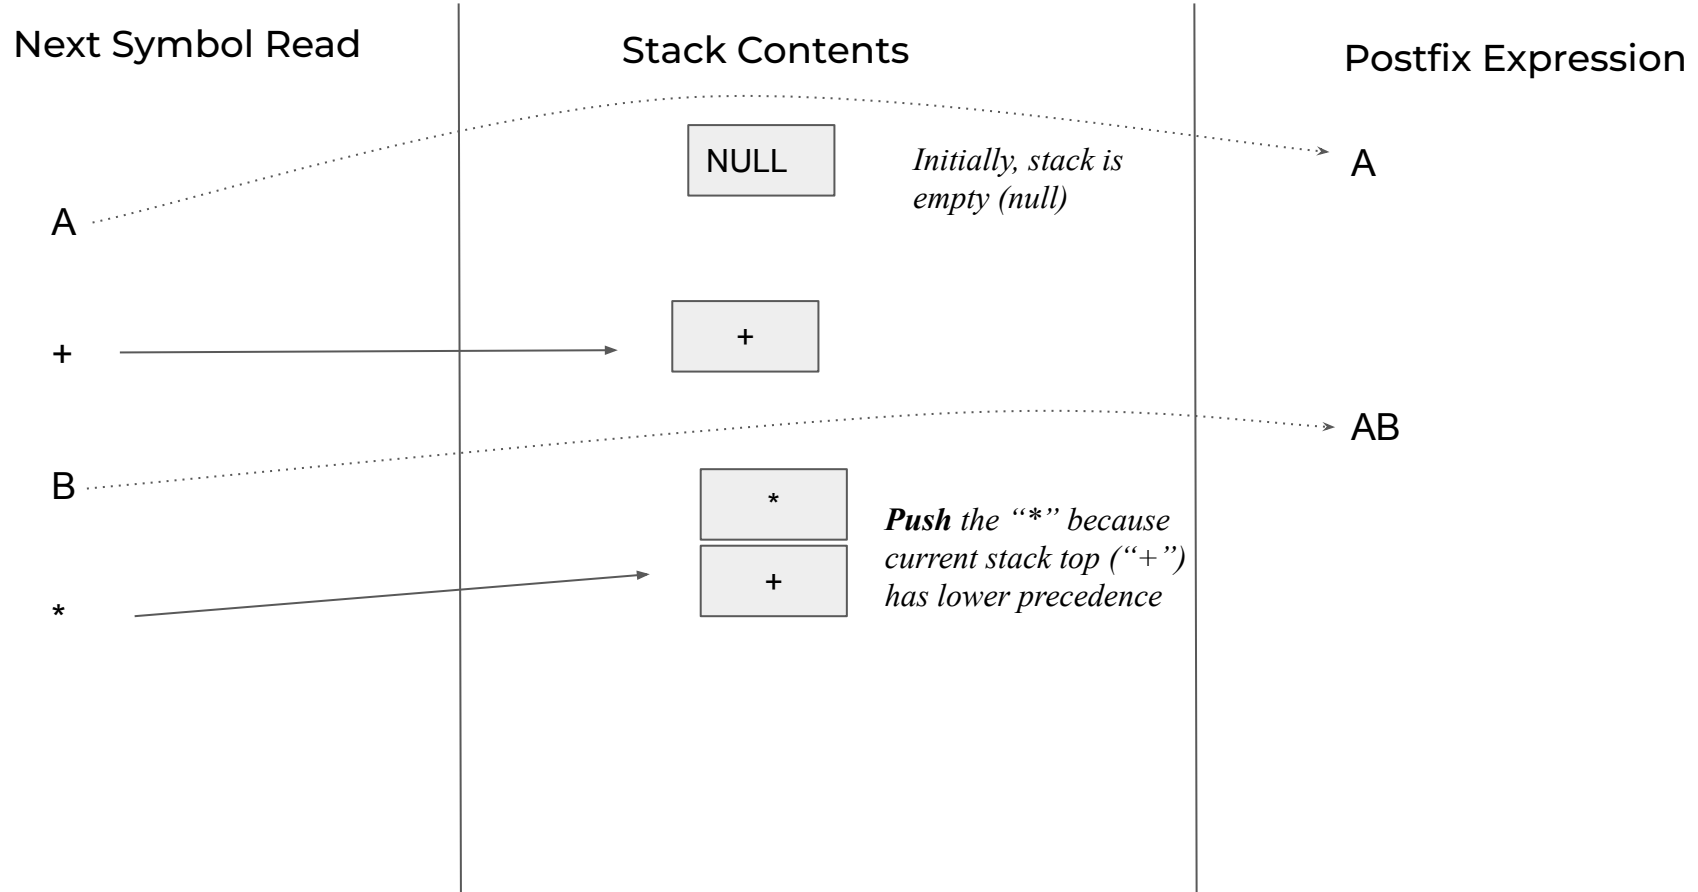 Next Symbol Read
Stack Contents
Postfix Expression
NULL
Initially, stack is
empty (null)
A
A
+
+
AB
B
*
+
Push the “*” because
current stack top (“+”)
has lower precedence
*